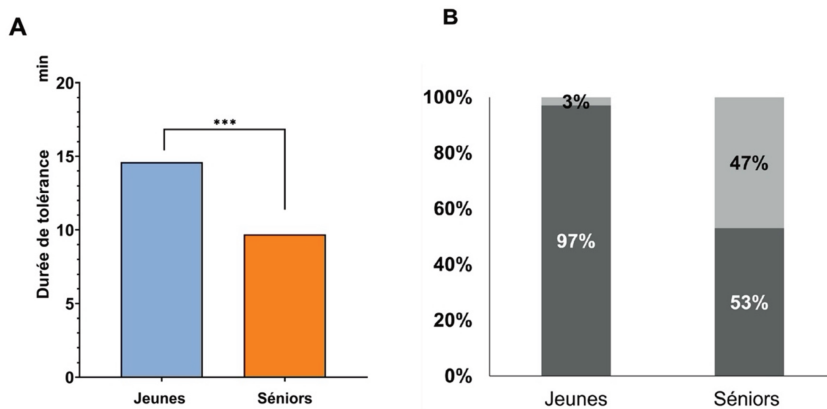 A
Durée de tolérance
min
20
15
10
5
0
***
Jeunes
Séniors
B
100%
80%
60%
40%
20%
0%
3%
97%
47%
53%
Jeunes
Séniors